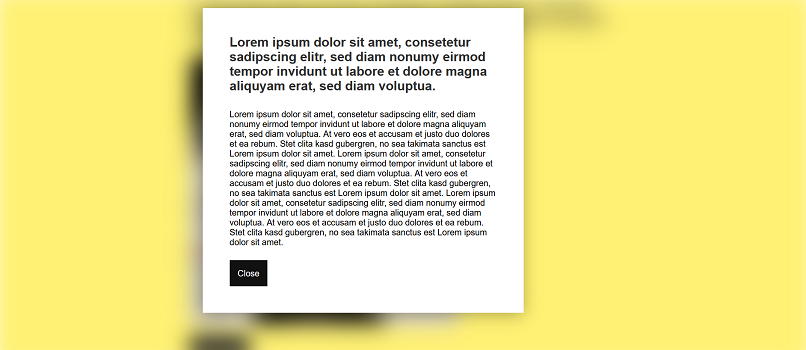 Lorem ipsum dolor sit amet, consetetur
sadipscing elitr, sed diam nonumy eirmod
tempor invidunt ut labore et dolore magna
aliquyam erat, sed diam voluptua.
Lorem ipsum dolor sit amet, consetetur sadipscing elitr, sed diam
nonumy eirmod tempor invidunt ut labore et dolore magna aliquyam
erat, sed diam voluptua. At vero eos et accusam et justo duo dolores
et ea rebum. Stet clita kasd gubergren, no sea takimata sanctus est
Lorem ipsum dolor sit amet. Lorem ipsum dolor sit amet, consetetur
sadipscing elitr, sed diam nonumy eirmod tempor invidunt ut labore et
dolore magna aliquyam erat, sed diam voluptua. At vero eos et
accusam et justo duo dolores et ea rebum. Stet clita kasd gubergren,
no sea takimata sanctus est Lorem ipsum dolor sit amet. Lorem ipsum
dolor sit amet, consetetur sadipscing elitr, sed diam nonumy eirmod
tempor invidunt ut labore et dolore magna aliquyam erat, sed diam
voluptua. At vero eos et accusam et justo duo dolores et ea rebum.
Stet clita kasd gubergren, no sea takimata sanctus est Lorem ipsum
dolor sit amet.
Close